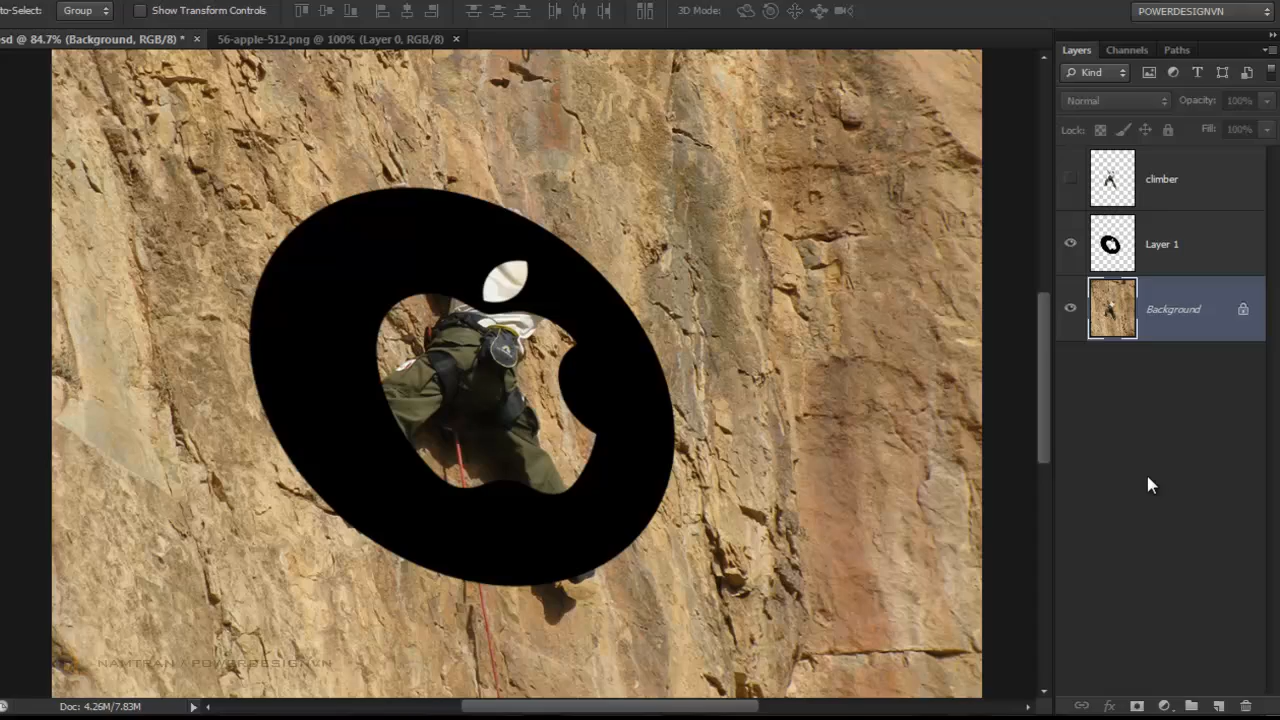 to-Select: Group Show Transform Controls 3D Mode: POWERDESIGNVN
sd @ 84.7% (Background, RGB/8) * × 56-apple-512.png @ 100% (Layer 0, RGB/8) ×
Layers Channels Paths
Kind
Normal Opacity: 100%
Lock: Fill: 100%
climber
Layer 1
Background
NAMTRAN / POWERDESIGNVN
Doc: 4.26M/7.83M